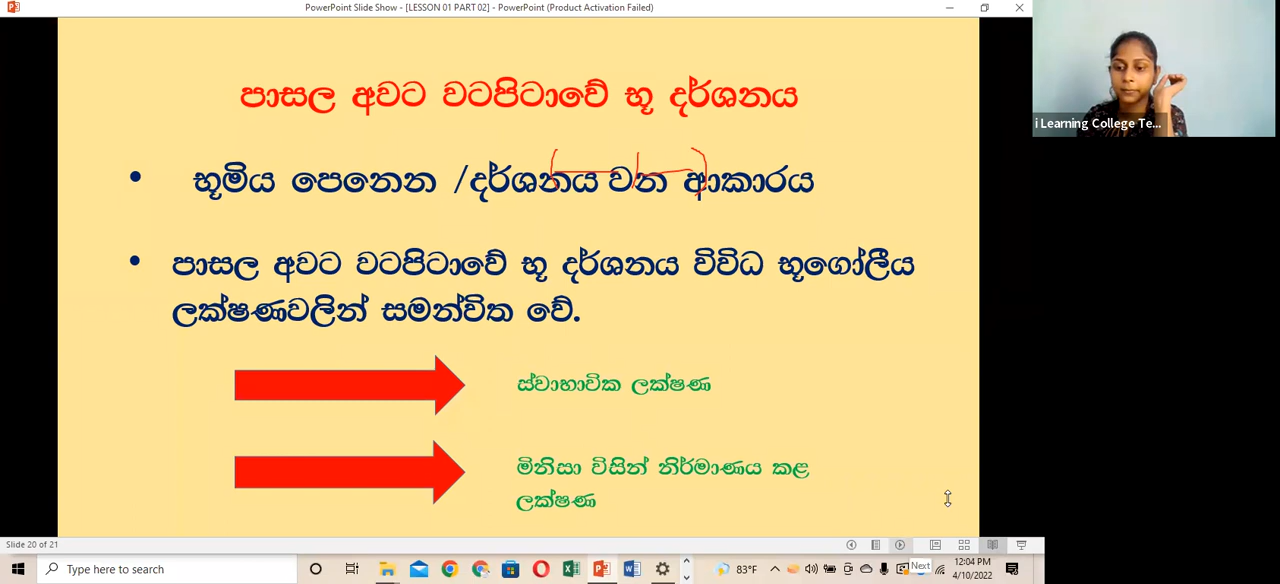 PowerPoint Slide Show - [LESSON 01 PART 02] - PowerPoint (Product Activation Failed)
පාසල අවට වටපිටාවේ භූ දර්ශනය
• භූමිය පෙනෙන /දර්ශනය වන ආකාරය
• පාසල අවට වටපිටාවේ භූ දර්ශනය විවිධ භූගෝලීය
ලක්ෂණවලින් සමන්විත වේ.
ස්වාභාවික ලක්ෂණ
මිනිසා විසින් නිර්මාණය කළ
ලක්ෂණ
i Learning College Te...
Slide 20 of 21
Type here to search
83°F
Next
12:04 PM
4/10/2022